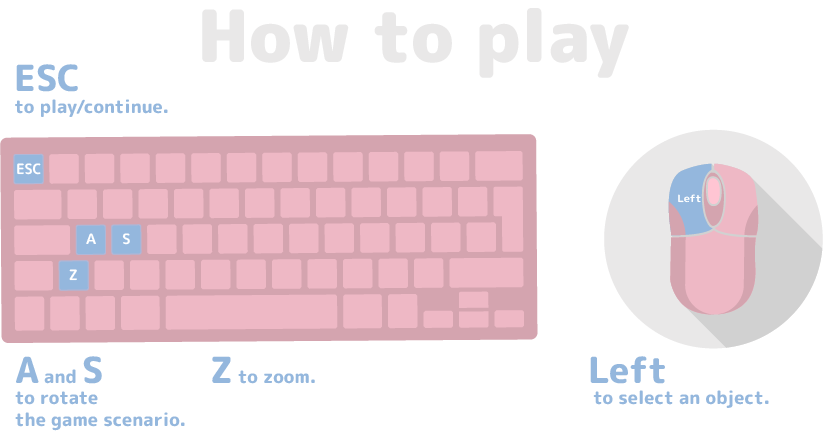 How to play
ESC
to play/continue.
ESC
Left
A S
Z
A and S
to rotate
the game scenario.
Z to zoom.
Left
to select an object.